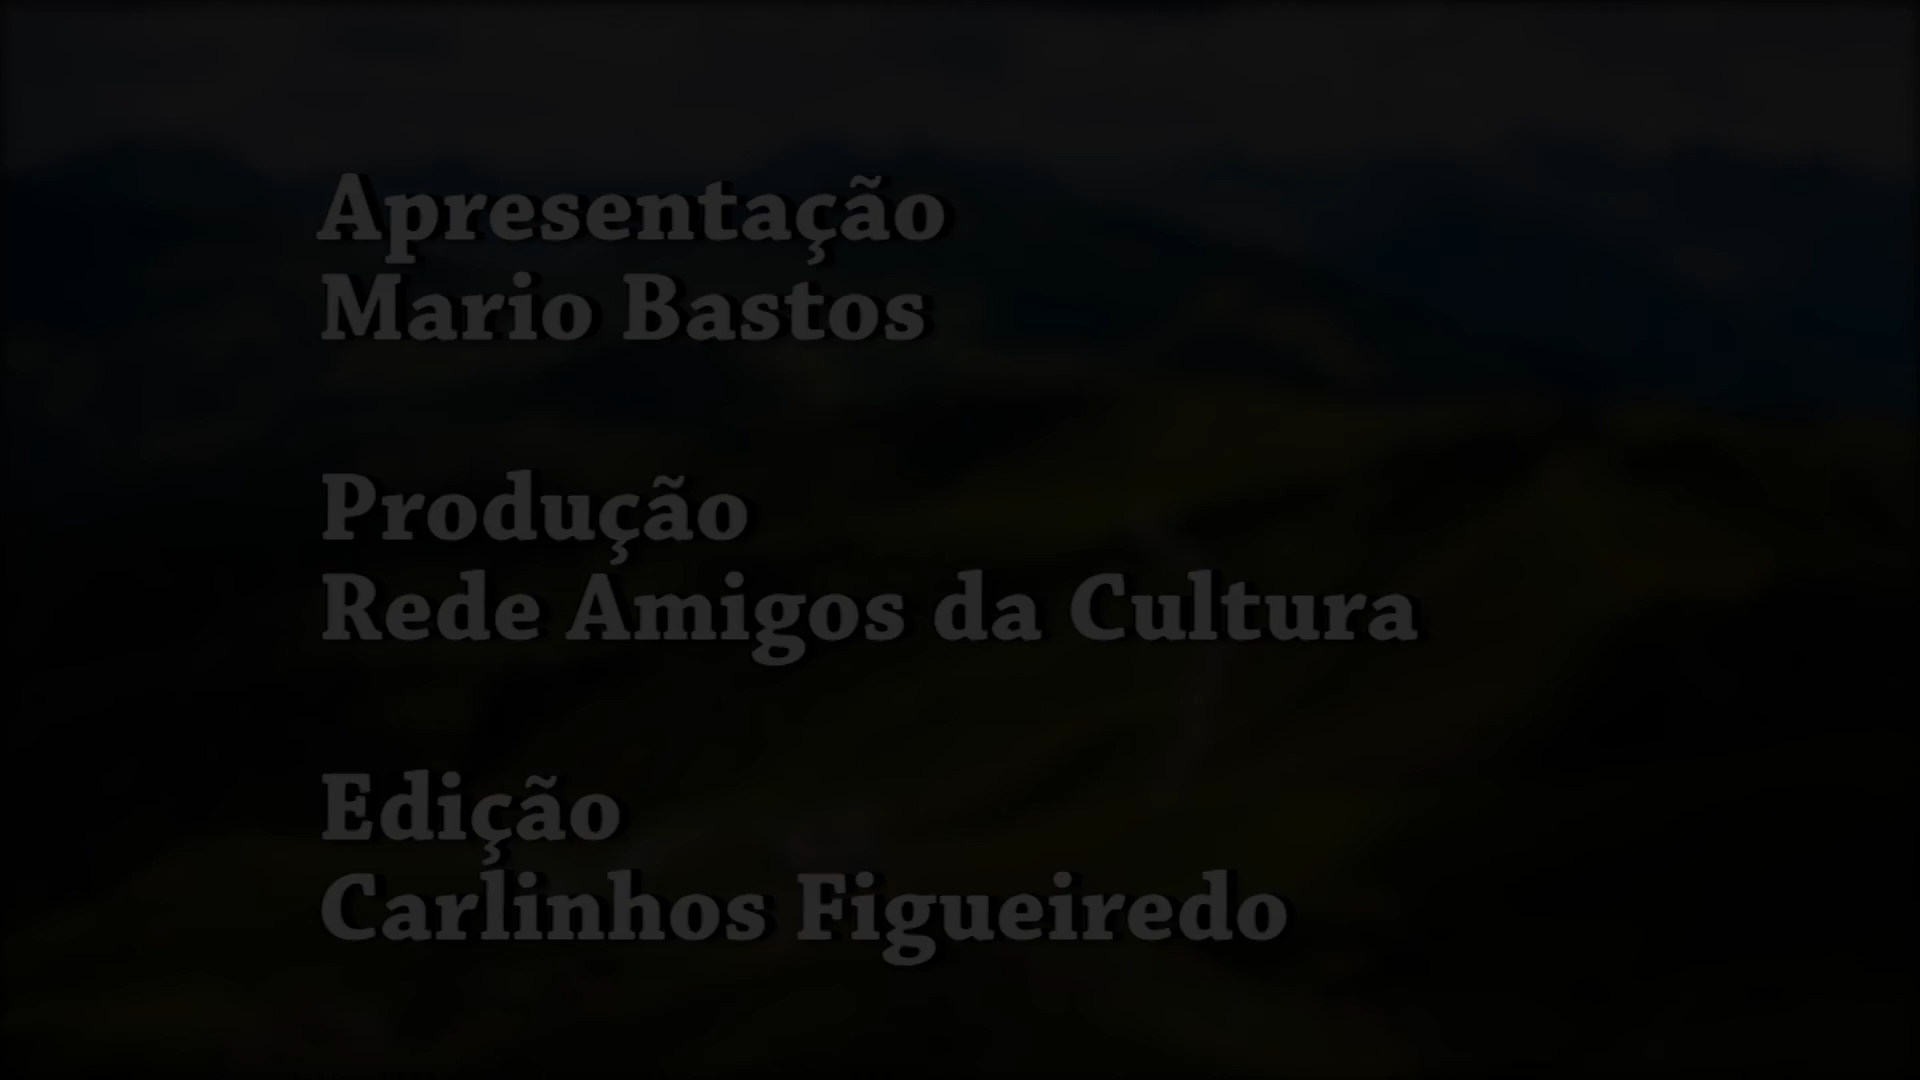 Apresentação
Mario Bastos
Produção
Rede Amigos da Cultura
Edição
Carlinhos Figueiredo